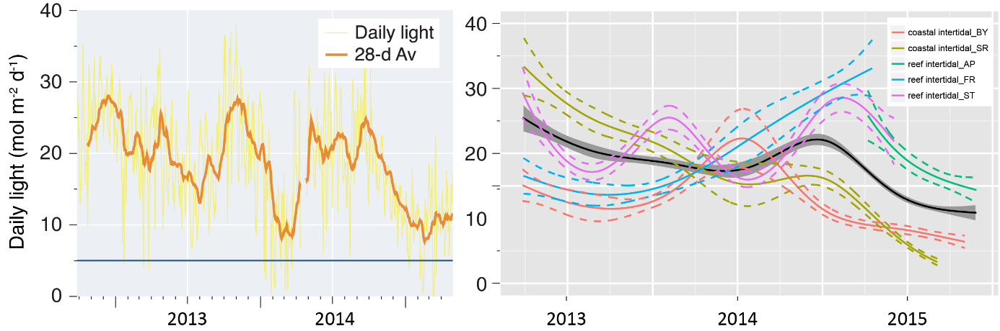 Daily light (mol m⁻² d⁻¹)
40
30
20
10
0
Daily light
28-d Av
2013
2014
40
30
20
10
0
coastal intertidal_BY
coastal intertidal_SR
reef intertidal_AP
reef intertidal_FR
reef intertidal_ST
2013
2014
2015